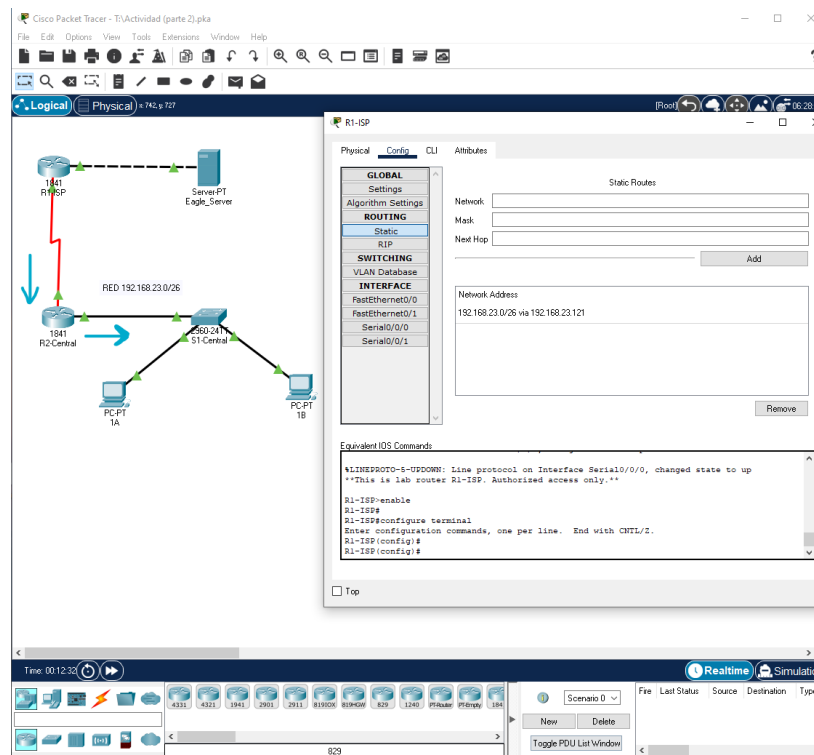 Cisco Packet Tracer - T:\Actividad (parte 2).pka
File Edit Options View Tools Extensions Window Help
Logical Physical x: 742, y: 727
[Root] 06:28:
R1-ISP
Physical Config CLI Attributes
GLOBAL
Settings
Algorithm Settings
ROUTING
Static
RIP
SWITCHING
VLAN Database
INTERFACE
FastEthernet0/0
FastEthernet0/1
Serial0/0/0
Serial0/0/1
Static Routes
Network
Mask
Next Hop
Add
Network Address
192.168.23.0/26 via 192.168.23.121
Remove
Equivalent IOS Commands
%LINEPROTO-5-UPDOWN: Line protocol on Interface Serial0/0/0, changed state to up
**This is lab router R1-ISP. Authorized access only.**
R1-ISP>enable
R1-ISP#
R1-ISP#configure terminal
Enter configuration commands, one per line. End with CNTL/Z.
R1-ISP(config)#
R1-ISP(config)#
Top
1841
R1-ISP
Server-PT
Eagle_Server
RED 192.168.23.0/26
1841
R2-Central
2960-24TT
S1-Central
PC-PT
1A
PC-PT
1B
Time: 00:12:32
Realtime Simulatio
4331 4321 1941 2901 2911 819IOX 819HGW 829 1240 PT-Router PT-Empty 184
829
Scenario 0
New Delete
Toggle PDU List Window
Fire Last Status Source Destination Type